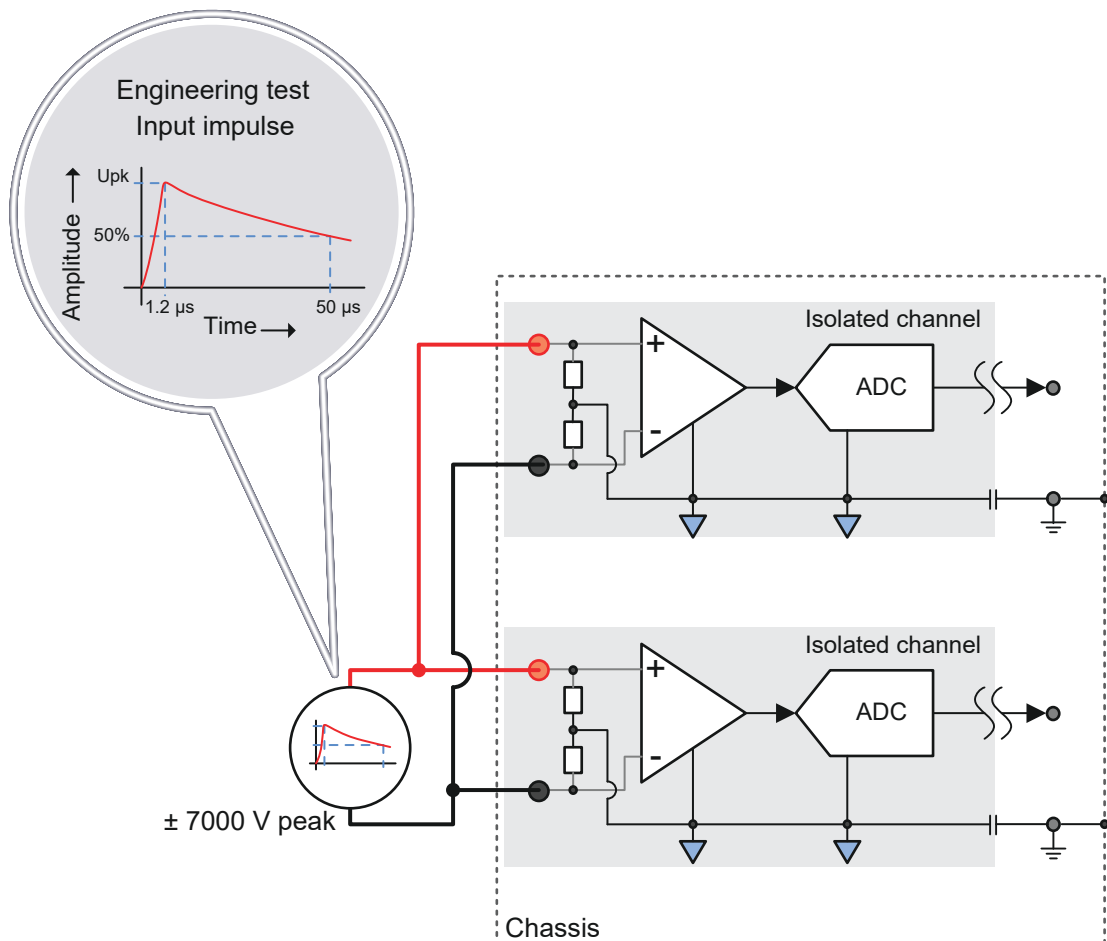 Engineering test
Input impulse
Upk
50%
Amplitude
1.2 µs
50 µs
Time
Isolated channel
+
-
ADC
Isolated channel
+
-
ADC
± 7000 V peak
Chassis